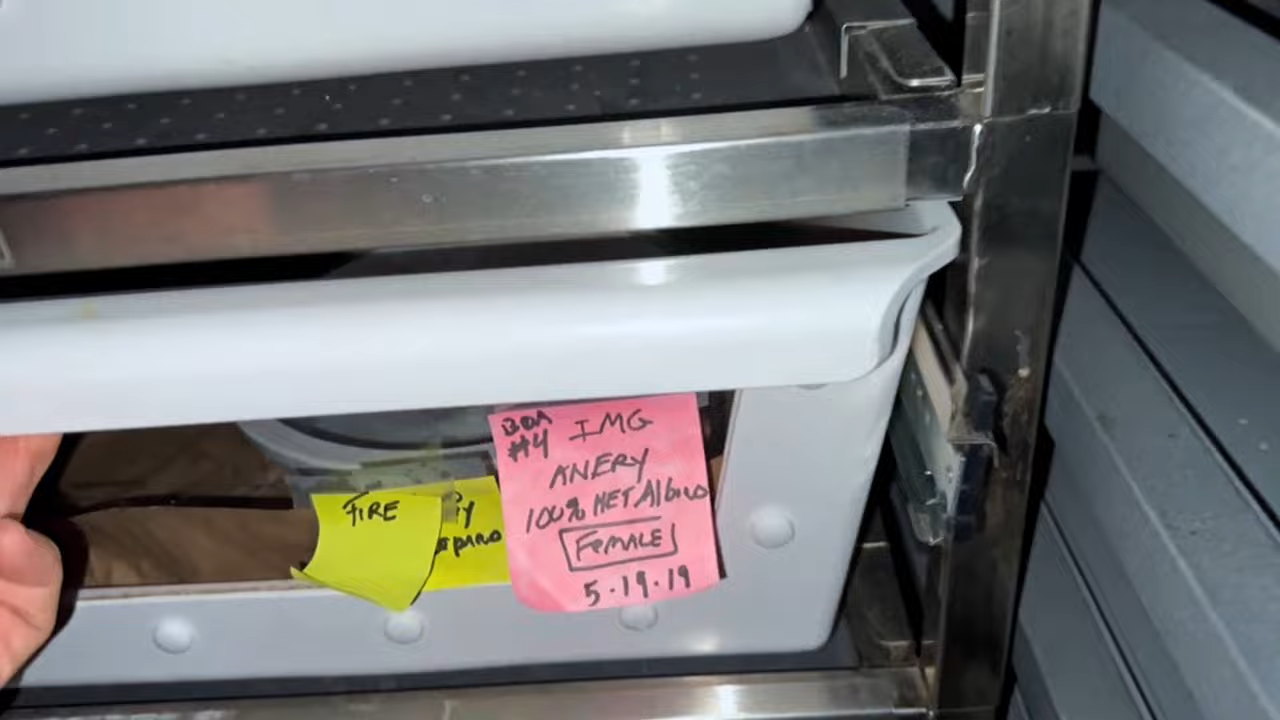 BOA
#4 IMG
ANERY
100% HET Albino
FEMALE
5.19.19
FIRE